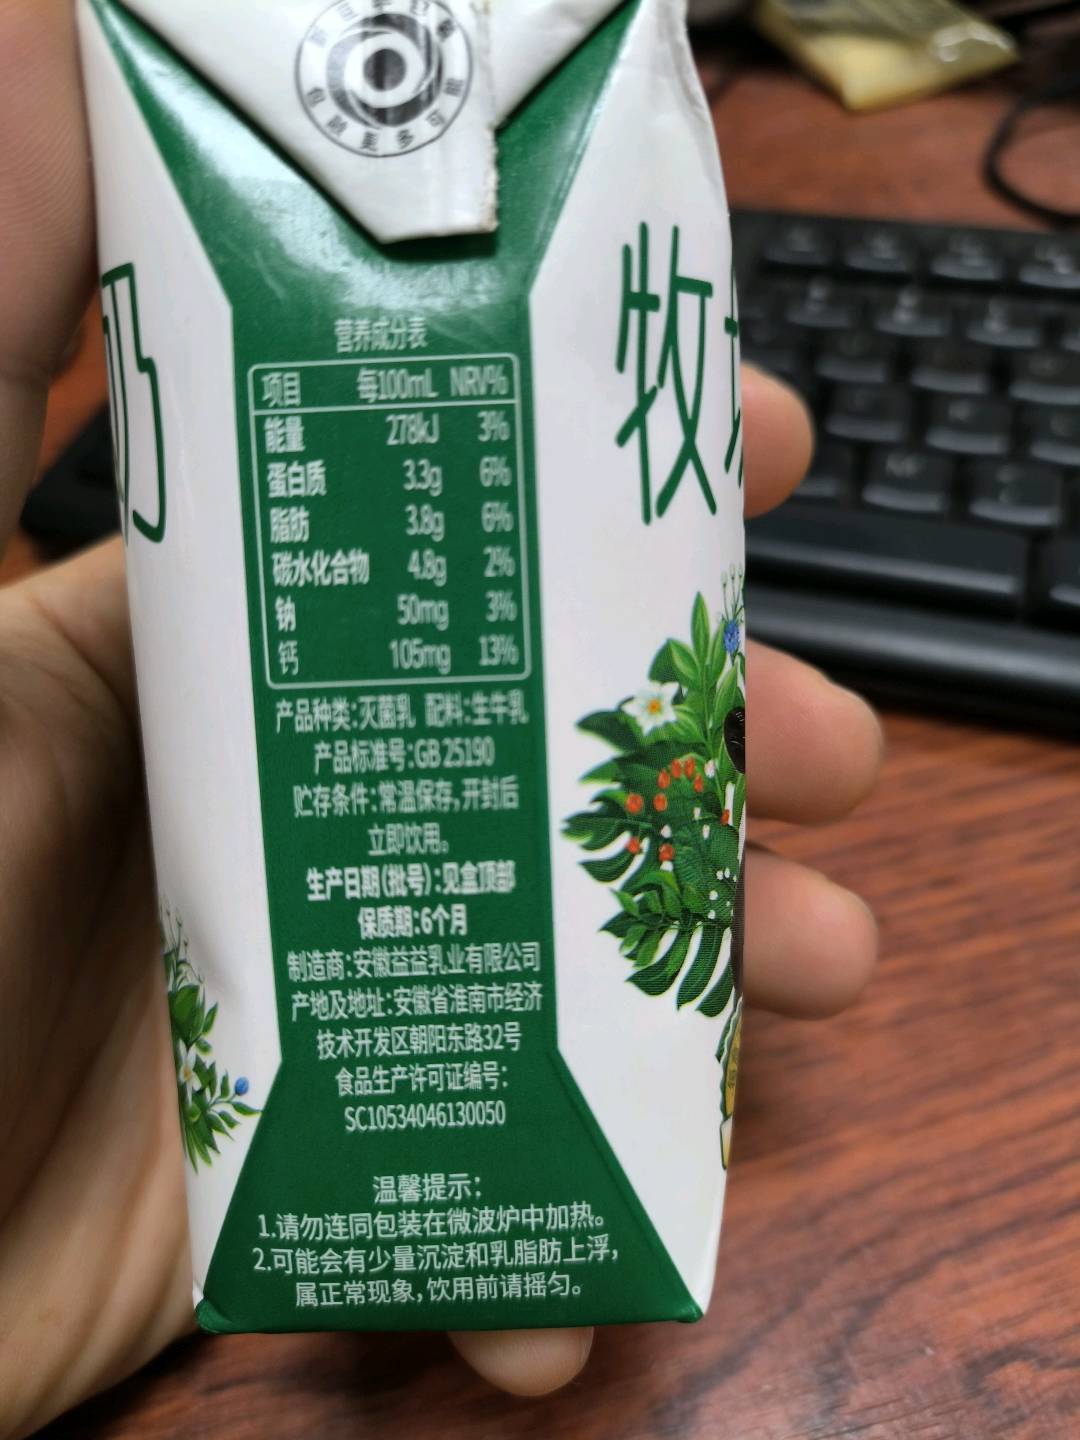 包融更多可能
奶
牧
营养成分表
项目 每100mL NRV%
能量 278kJ 3%
蛋白质 3.3g 6%
脂肪 3.8g 6%
碳水化合物 4.8g 2%
钠 50mg 3%
钙 105mg 13%
产品种类:灭菌乳 配料:生牛乳
产品标准号:GB 25190
贮存条件:常温保存,开封后
立即饮用。
生产日期(批号):见盒顶部
保质期:6个月
制造商:安徽益益乳业有限公司
产地及地址:安徽省淮南市经济
技术开发区朝阳东路32号
食品生产许可证编号:
SC10534046130050
温馨提示:
1.请勿连同包装在微波炉中加热。
2.可能会有少量沉淀和乳脂肪上浮,
属正常现象,饮用前请摇匀。